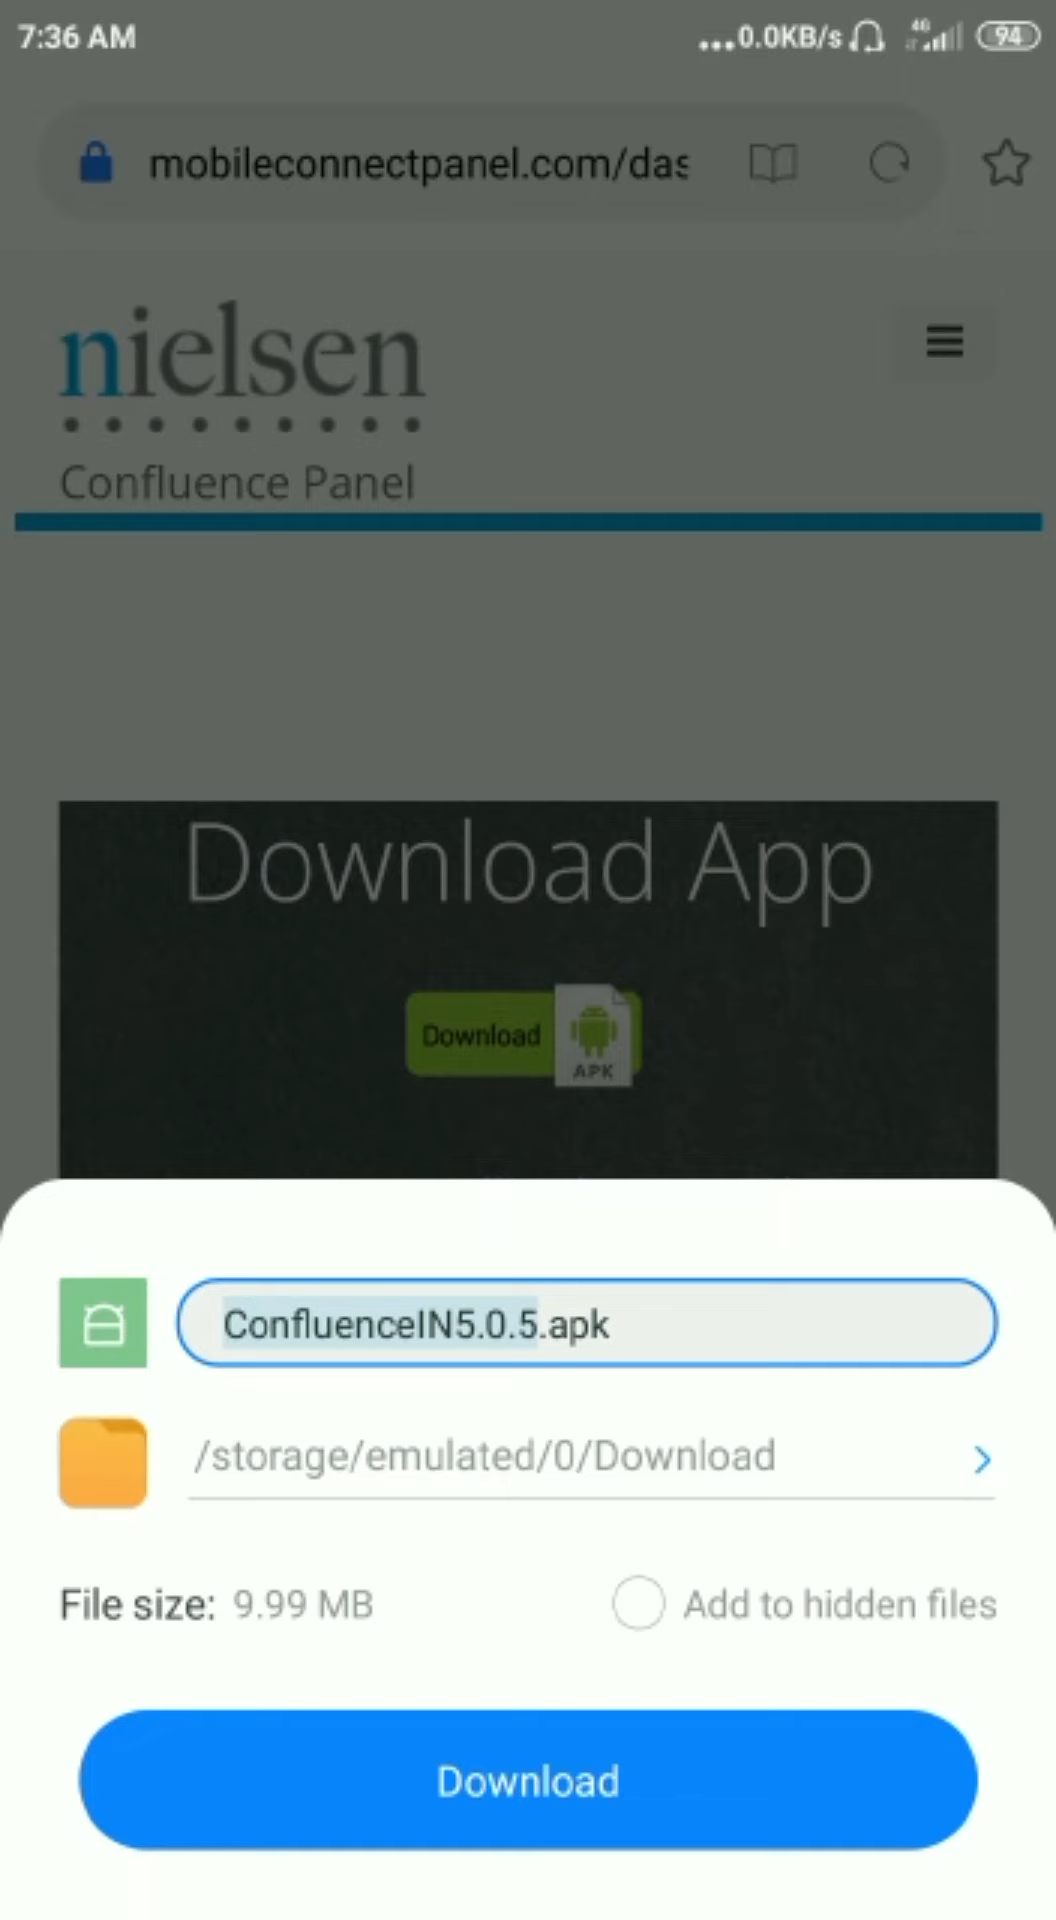 7:36 AM
...0.0KB/s 4G 94
mobileconnectpanel.com/das
nielsen
Confluence Panel
Download App
Download
APK
ConfluenceIN5.0.5.apk
/storage/emulated/0/Download
File size: 9.99 MB
Add to hidden files
Download